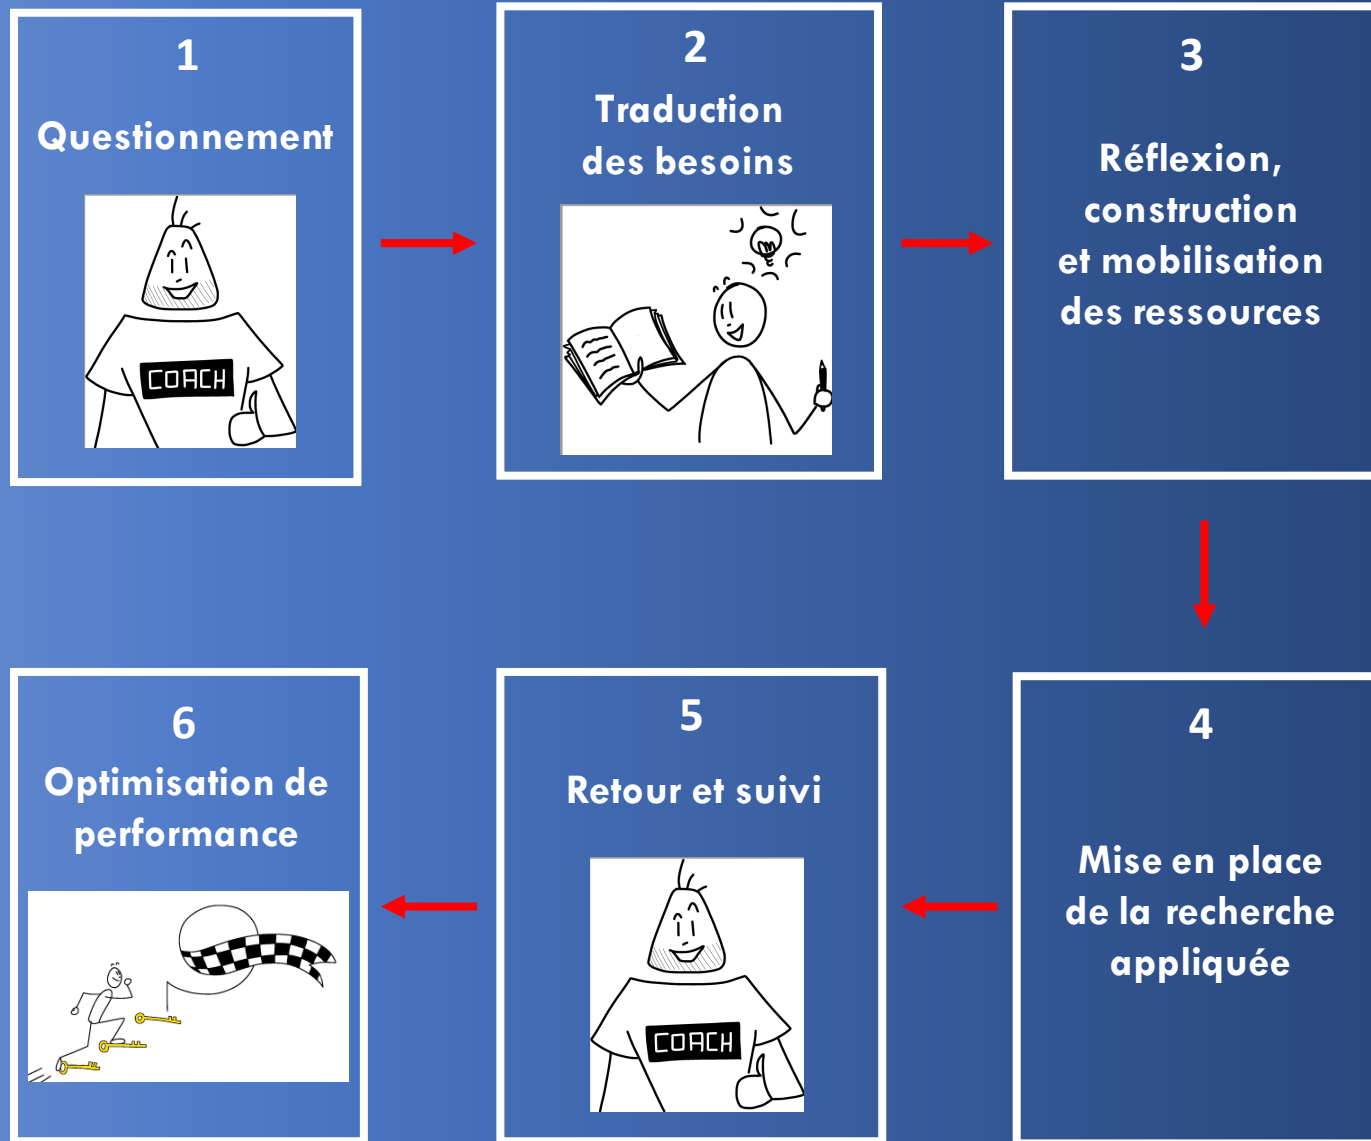 1
Questionnement
COACH
2
Traduction
des besoins
3
Réflexion,
construction
et mobilisation
des ressources
4
Mise en place
de la recherche
appliquée
5
Retour et suivi
COACH
6
Optimisation de
performance